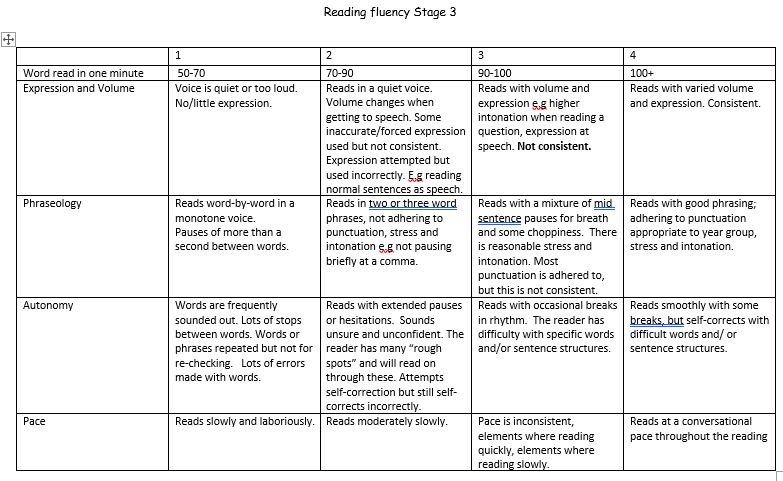 Reading fluency Stage 3
1 2 3 4
Word read in one minute 50-70 70-90 90-100 100+
Expression and Volume
Voice is quiet or too loud.
No/little expression.
Reads in a quiet voice.
Volume changes when
getting to speech. Some
inaccurate/forced expression
used but not consistent.
Expression attempted but
used incorrectly. E.g reading
normal sentences as speech.
Reads with volume and
expression e.g higher
intonation when reading a
question, expression at
speech. Not consistent.
Reads with varied volume
and expression. Consistent.
Phraseology
Reads word-by-word in a
monotone voice.
Pauses of more than a
second between words.
Reads in two or three word
phrases, not adhering to
punctuation, stress and
intonation e.g not pausing
briefly at a comma.
Reads with a mixture of mid
sentence pauses for breath
and some choppiness. There
is reasonable stress and
intonation. Most
punctuation is adhered to,
but this is not consistent.
Reads with good phrasing;
adhering to punctuation
appropriate to year group,
stress and intonation.
Autonomy
Words are frequently
sounded out. Lots of stops
between words. Words or
phrases repeated but not for
re-checking. Lots of errors
made with words.
Reads with extended pauses
or hesitations. Sounds
unsure and unconfident. The
reader has many “rough
spots” and will read on
through these. Attempts
self-correction but still self-
corrects incorrectly.
Reads with occasional breaks
in rhythm. The reader has
difficulty with specific words
and/or sentence structures.
Reads smoothly with some
breaks, but self-corrects with
difficult words and/ or
sentence structures.
Pace
Reads slowly and laboriously.
Reads moderately slowly.
Pace is inconsistent,
elements where reading
quickly, elements where
reading slowly.
Reads at a conversational
pace throughout the reading